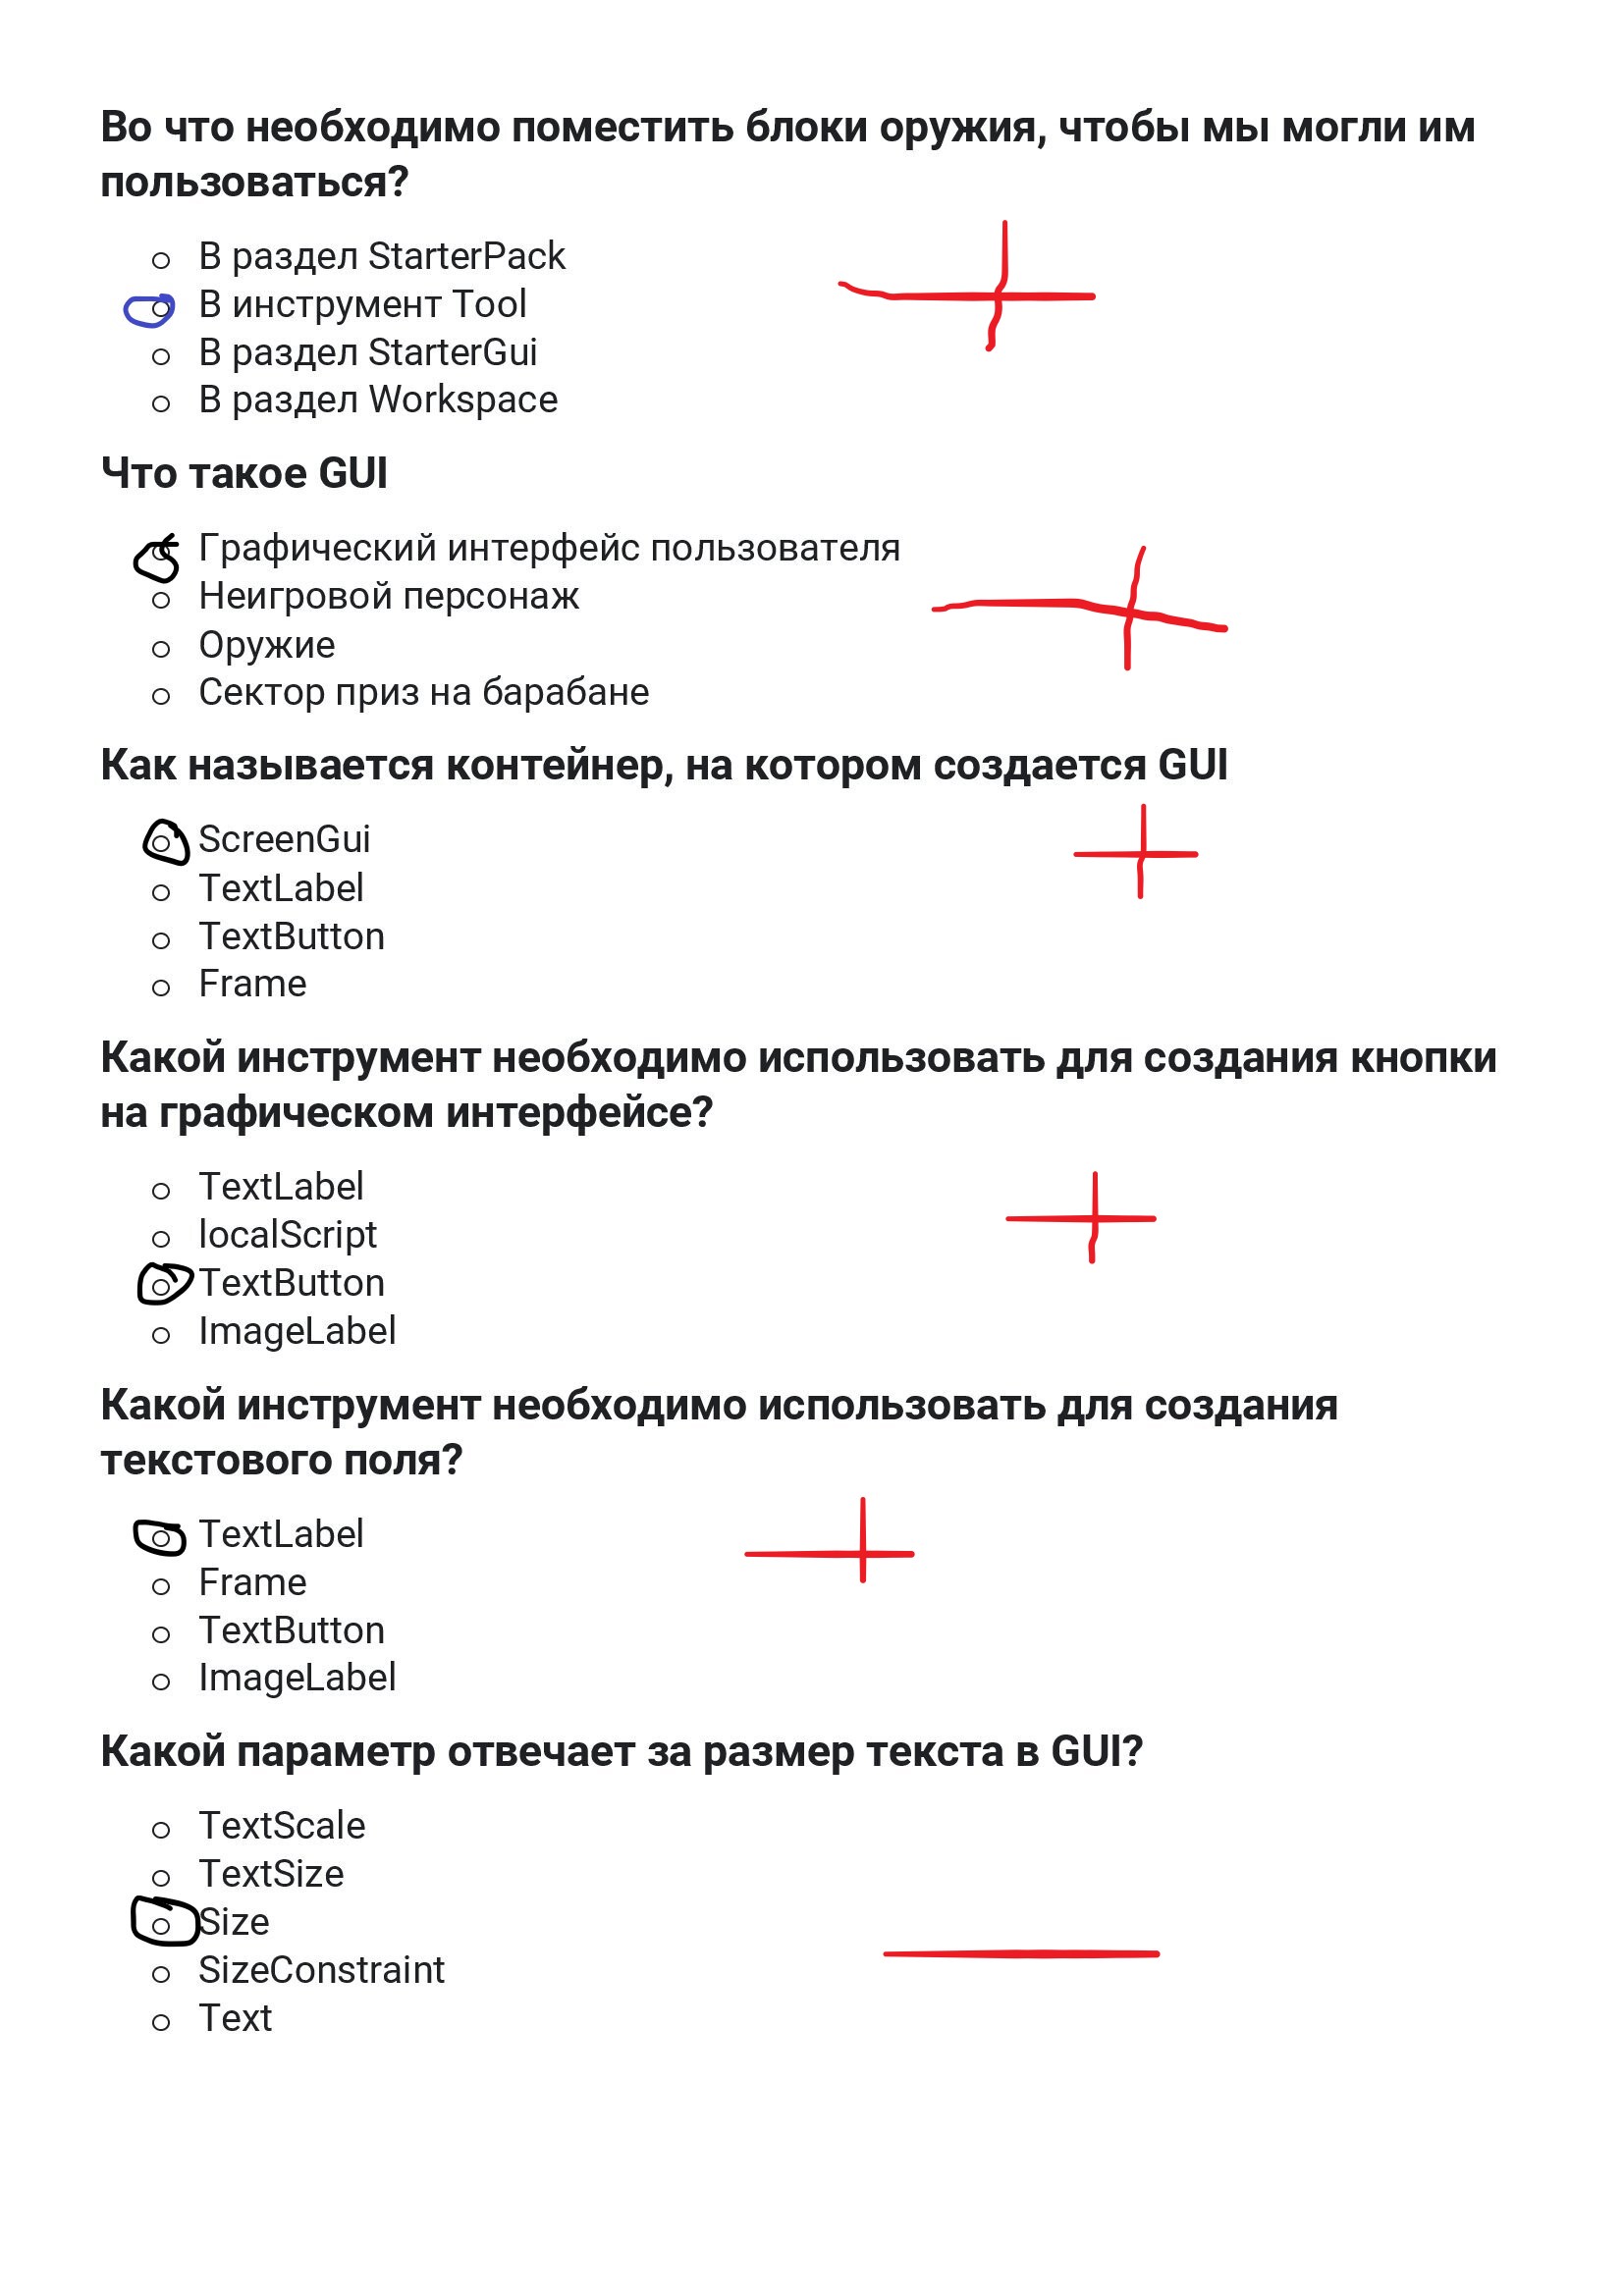 Во что необходимо поместить блоки оружия, чтобы мы могли им
пользоваться?
В раздел StarterPack
В инструмент Tool
В раздел StarterGui
В раздел Workspace
Что такое GUI
Графический интерфейс пользователя
Неигровой персонаж
Оружие
Сектор приз на барабане
Как называется контейнер, на котором создается GUI
ScreenGui
TextLabel
TextButton
Frame
Какой инструмент необходимо использовать для создания кнопки
на графическом интерфейсе?
TextLabel
localScript
TextButton
ImageLabel
Какой инструмент необходимо использовать для создания
текстового поля?
TextLabel
Frame
TextButton
ImageLabel
Какой параметр отвечает за размер текста в GUI?
TextScale
TextSize
Size
SizeConstraint
Text